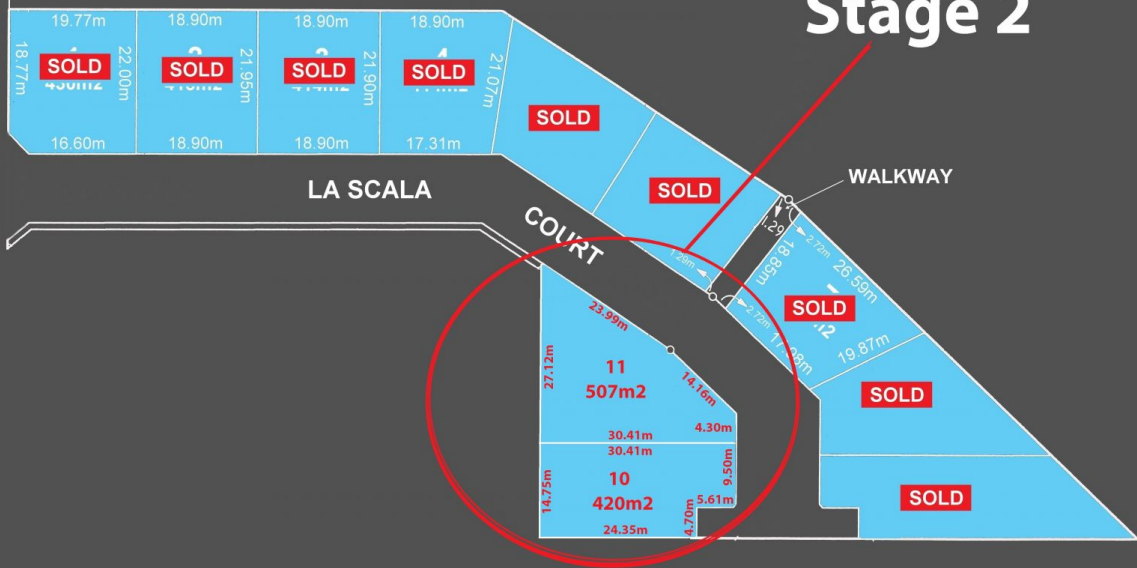 Stage 2
19.77m
18.90m
18.90m
18.90m
18.77m
SOLD
22.00m
SOLD
21.95m
SOLD
21.90m
SOLD
21.07m
16.60m
18.90m
18.90m
17.31m
SOLD
SOLD
LA SCALA
COURT
WALKWAY
1.29
1.29m
2.72m
18.85m
26.59m
SOLD
2.72m
19.87m
SOLD
SOLD
23.99m
27.12m
11
507m2
14.16m
4.30m
30.41m
30.41m
10
420m2
14.75m
9.50m
5.61m
4.70m
24.35m